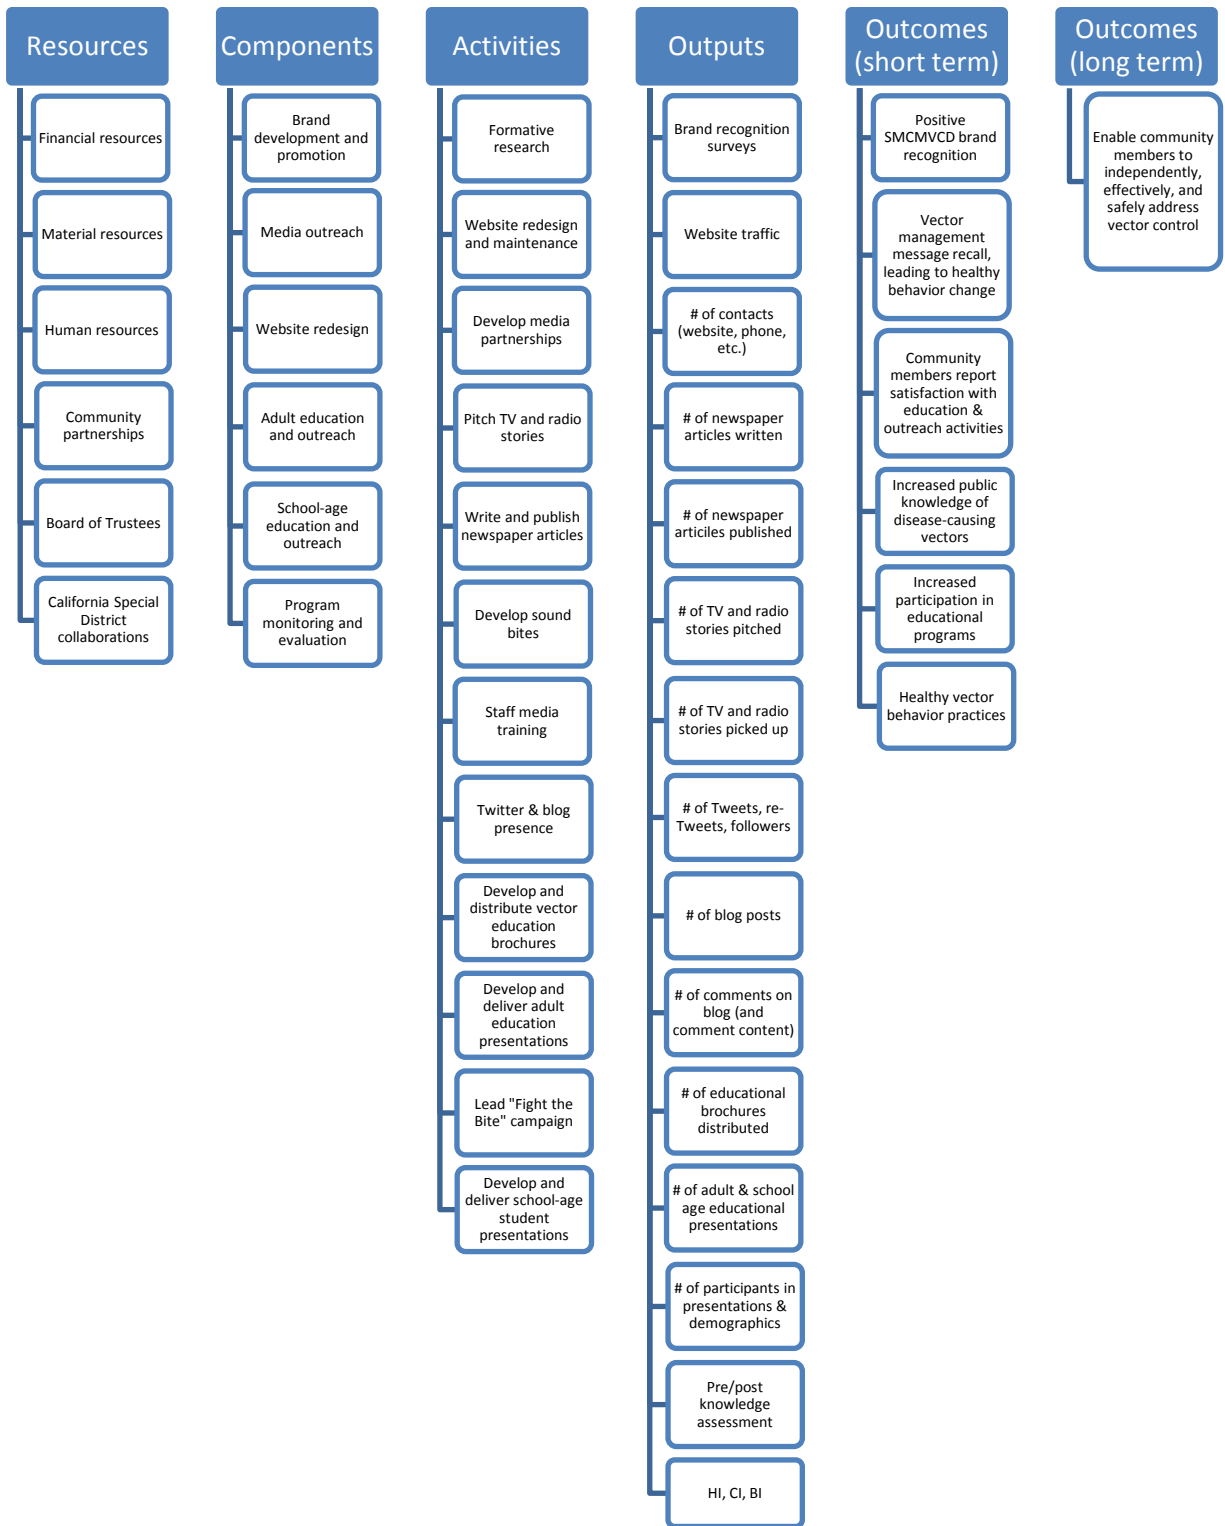 Resources
Financial resources
Material resources
Human resources
Community
partnerships
Board of Trustees
California Special
District
collaborations
Components
Brand
development and
promotion
Media outreach
Website redesign
Adult education
and outreach
School-age
education and
outreach
Program
monitoring and
evaluation
Activities
Formative
research
Website redesign
and maintenance
Develop media
partnerships
Pitch TV and radio
stories
Write and publish
newspaper articles
Develop sound
bites
Staff media
training
Twitter & blog
presence
Develop and
distribute vector
education
brochures
Develop and
deliver adult
education
presentations
Lead "Fight the
Bite" campaign
Develop and
deliver school-age
student
presentations
Outputs
Brand recognition
surveys
Website traffic
# of contacts
(website, phone,
etc.)
# of newspaper
articles written
# of newspaper
articiles published
# of TV and radio
stories pitched
# of TV and radio
stories picked up
# of Tweets, re-
Tweets, followers
# of blog posts
# of comments on
blog (and
comment content)
# of educational
brochures
distributed
# of adult & school
age educational
presentations
# of participants in
presentations &
demographics
Pre/post
knowledge
assessment
HI, CI, BI
Outcomes
(short term)
Positive
SMCMVCD brand
recognition
Vector
management
message recall,
leading to healthy
behavior change
Community
members report
satisfaction with
education &
outreach activities
Increased public
knowledge of
disease-causing
vectors
Increased
participation in
educational
programs
Healthy vector
behavior practices
Outcomes
(long term)
Enable community
members to
independently,
effectively, and
safely address
vector control